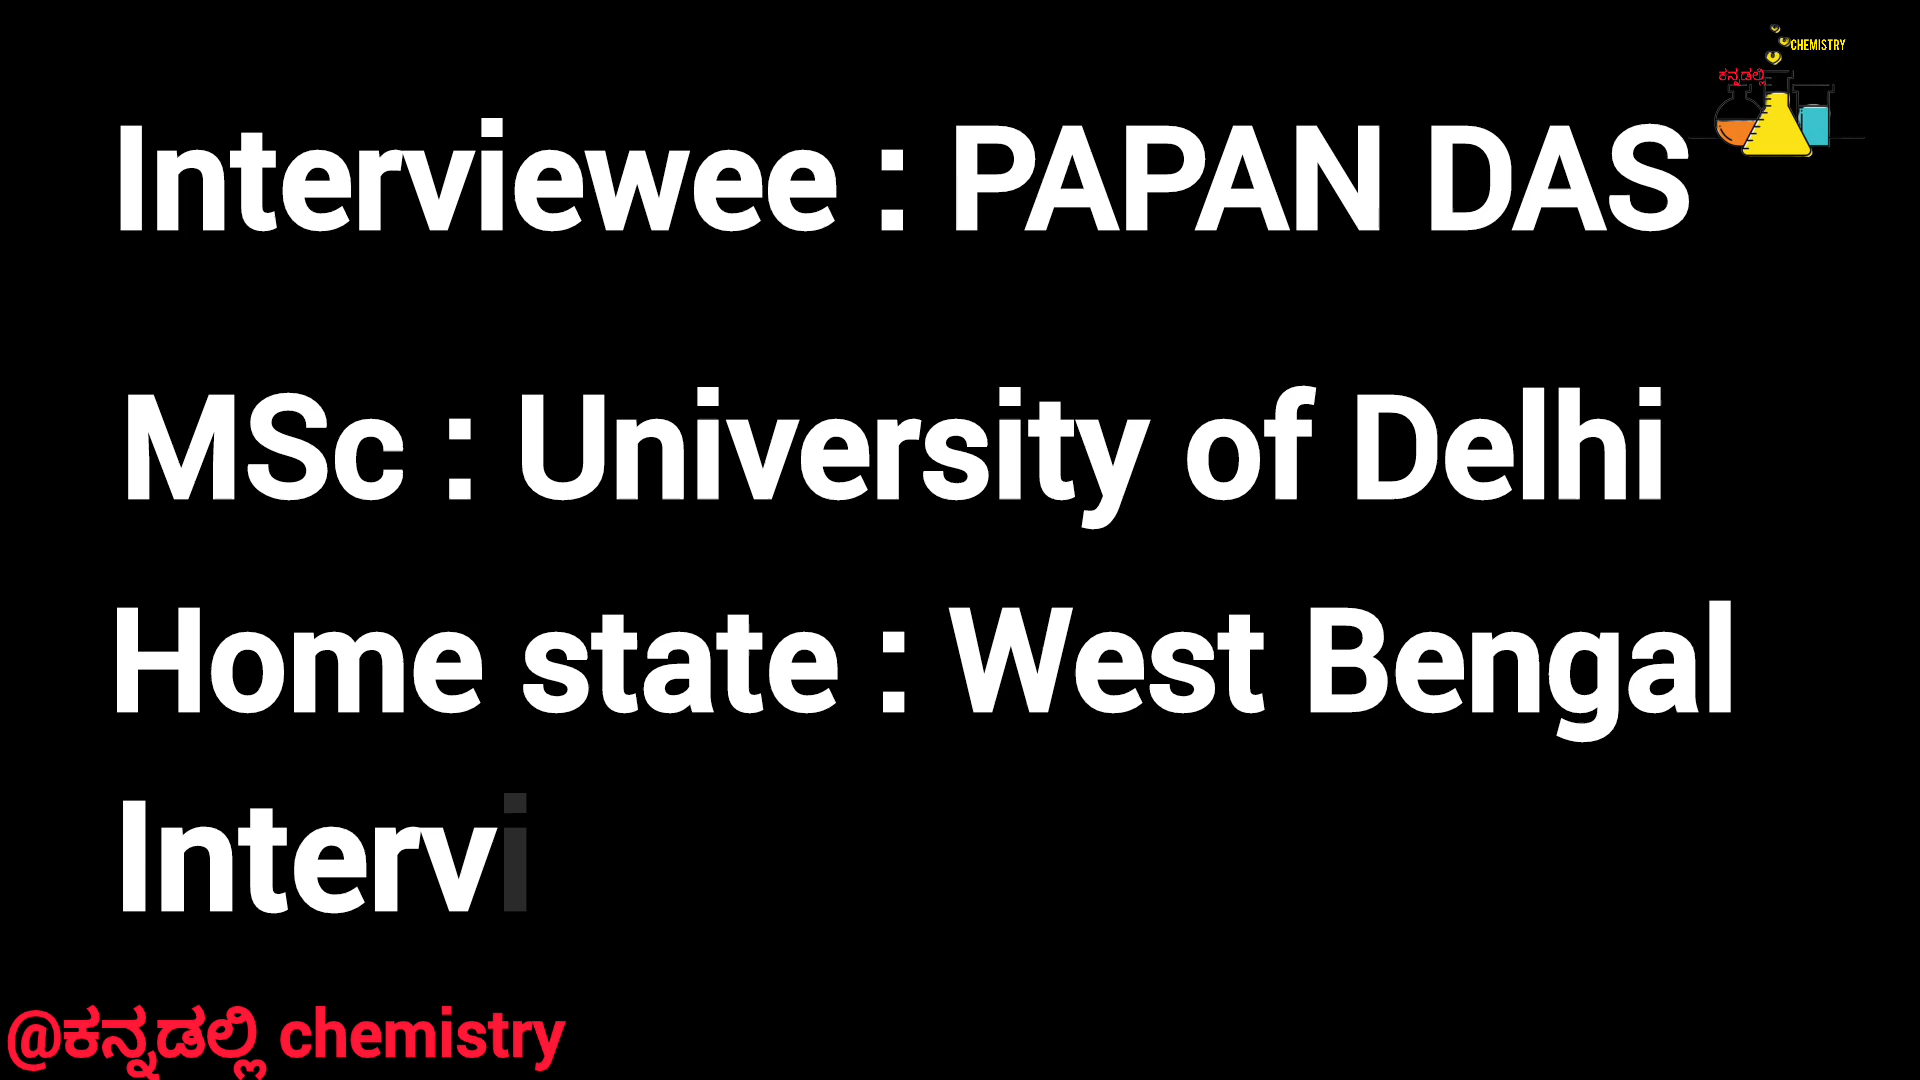 CHEMISTRY
ಕನ್ನಡಲ್ಲಿ
Interviewee : PAPAN DAS
MSc : University of Delhi
Home state : West Bengal
Intervi
@ಕನ್ನಡಲ್ಲಿ chemistry